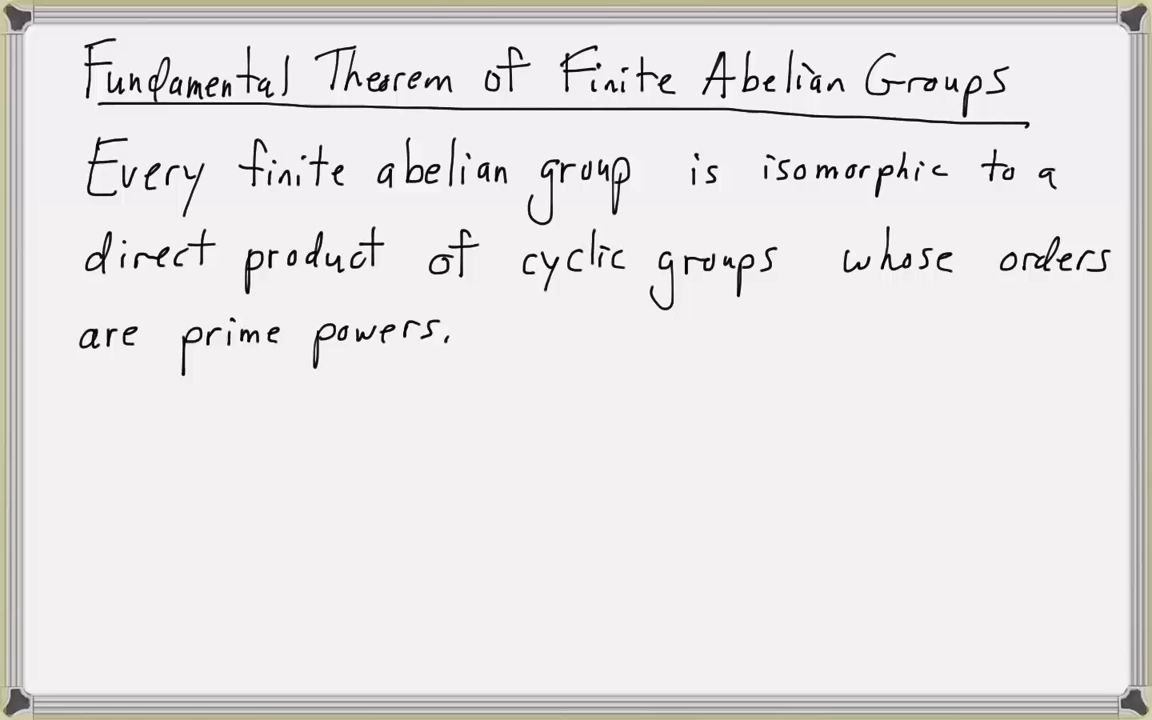 Fundamental Theorem of Finite Abelian Groups
Every finite abelian group is isomorphic to a
direct product of cyclic groups whose orders
are prime powers.